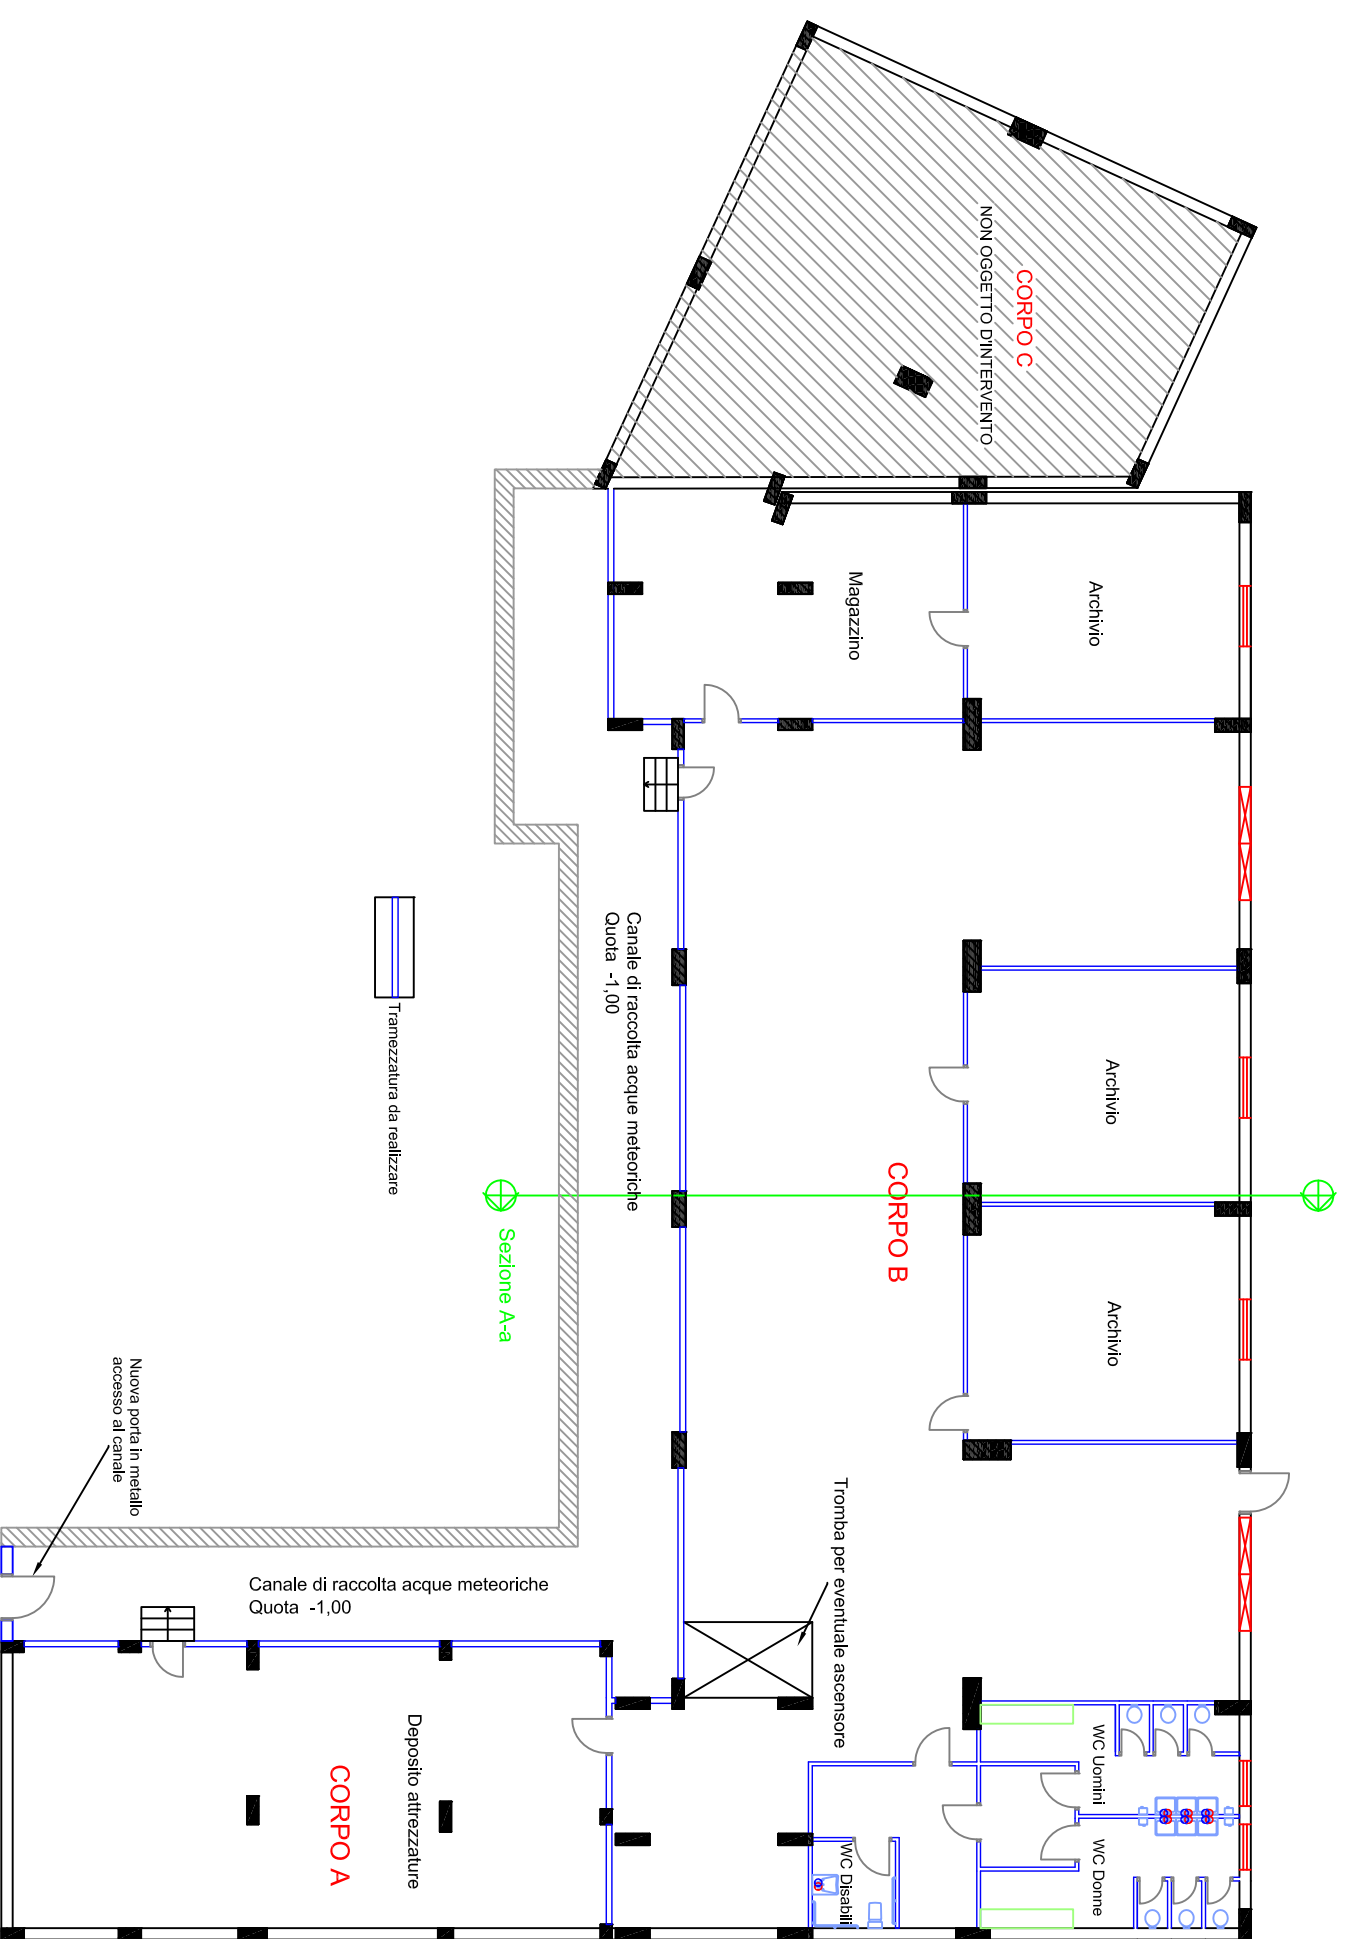 CORPO C
NON OGGETTO D'INTERVENTO
Archivio
Magazzino
Canale di raccolta acque meteoriche
Quota -1,00
Tramezzatura da realizzare
Archivio
CORPO B
Sezione A-a
Archivio
Nuova porta in metallo
accesso al canale
Tromba per eventuale ascensore
Canale di raccolta acque meteoriche
Quota -1,00
WC Uomini
Deposito attrezzature
CORPO A
WC Disabili
WC Donne